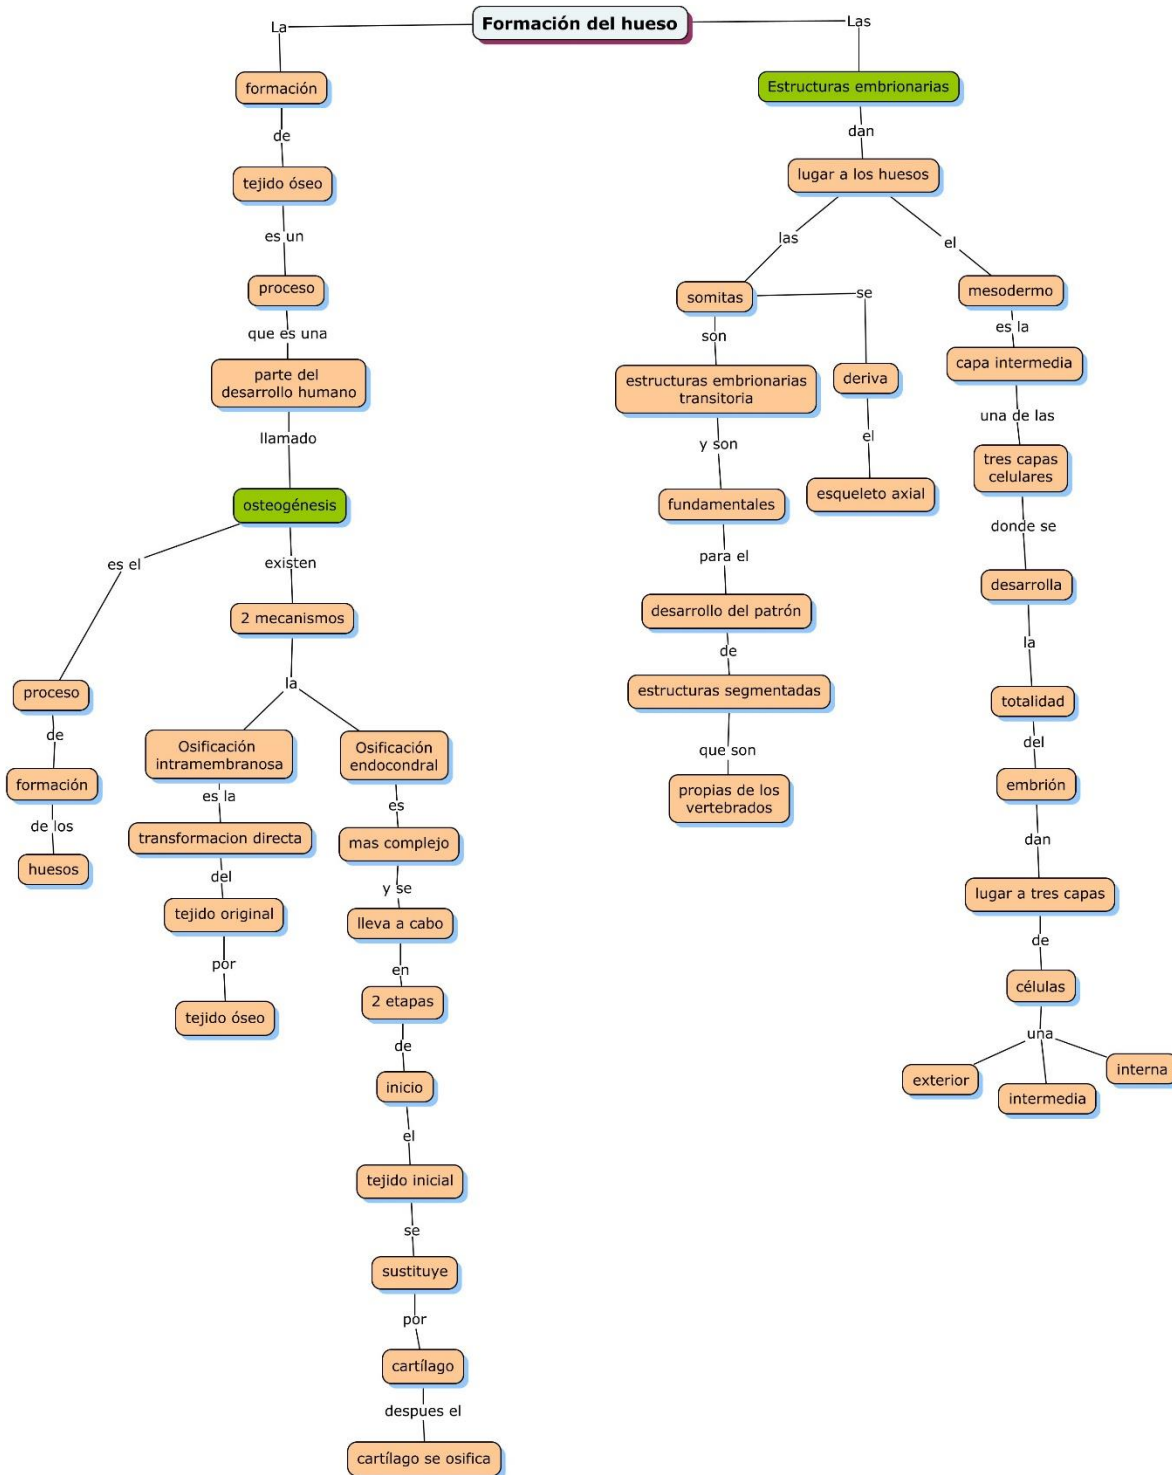 Formación del hueso
La
formación
de
tejido óseo
es un
proceso
que es una
parte del
desarrollo humano
llamado
osteogénesis
es el
proceso
de
formación
de los
huesos
existen
2 mecanismos
la
Osificación
intramembranosa
es la
transformacion directa
del
tejido original
por
tejido óseo
Osificación
endocondral
es
mas complejo
y se
lleva a cabo
en
2 etapas
de
inicio
el
tejido inicial
se
sustituye
por
cartílago
despues el
cartílago se osifica
Las
Estructuras embrionarias
dan
lugar a los huesos
las
somitas
son
estructuras embrionarias
transitoria
y son
fundamentales
para el
desarrollo del patrón
de
estructuras segmentadas
que son
propias de los
vertebrados
se
deriva
el
esqueleto axial
el
mesodermo
es la
capa intermedia
una de las
tres capas
celulares
donde se
desarrolla
la
totalidad
del
embrión
dan
lugar a tres capas
de
células
una
exterior
intermedia
interna